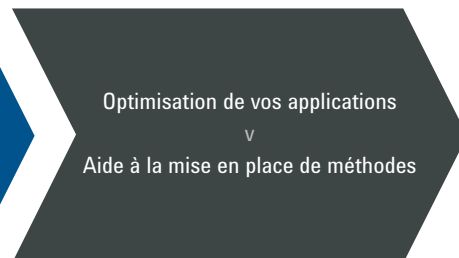 Optimisation de vos applications
v
Aide à la mise en place de méthodes